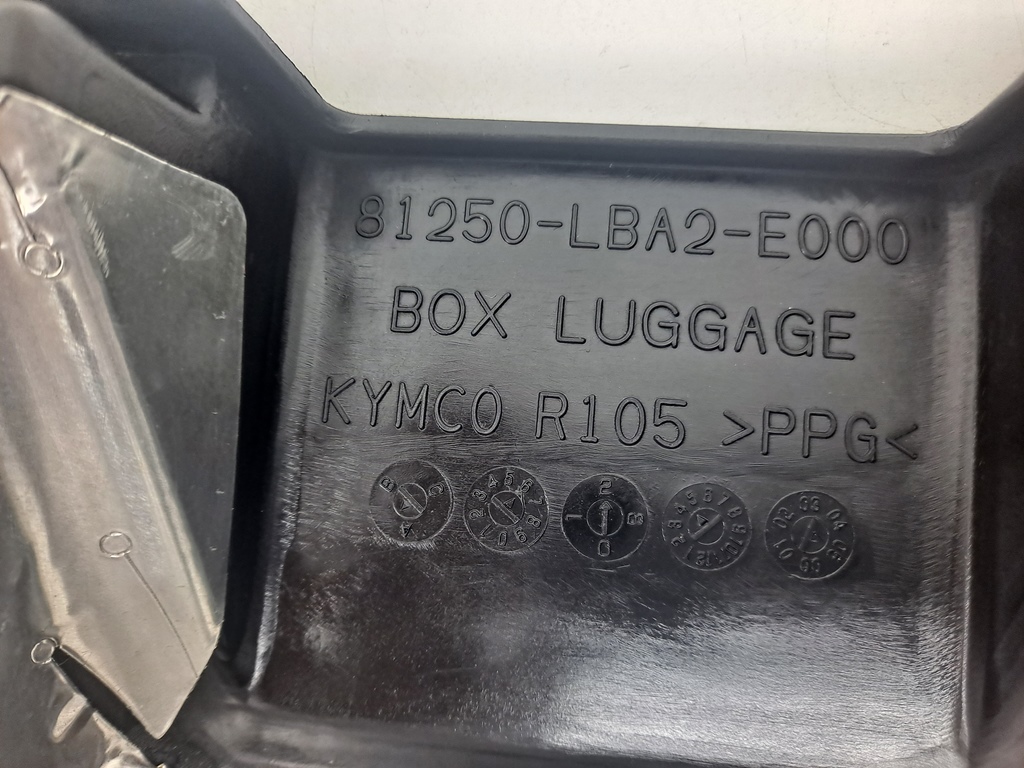 81250-LBA2-E000
BOX LUGGAGE
KYMCO R105 >PPG<